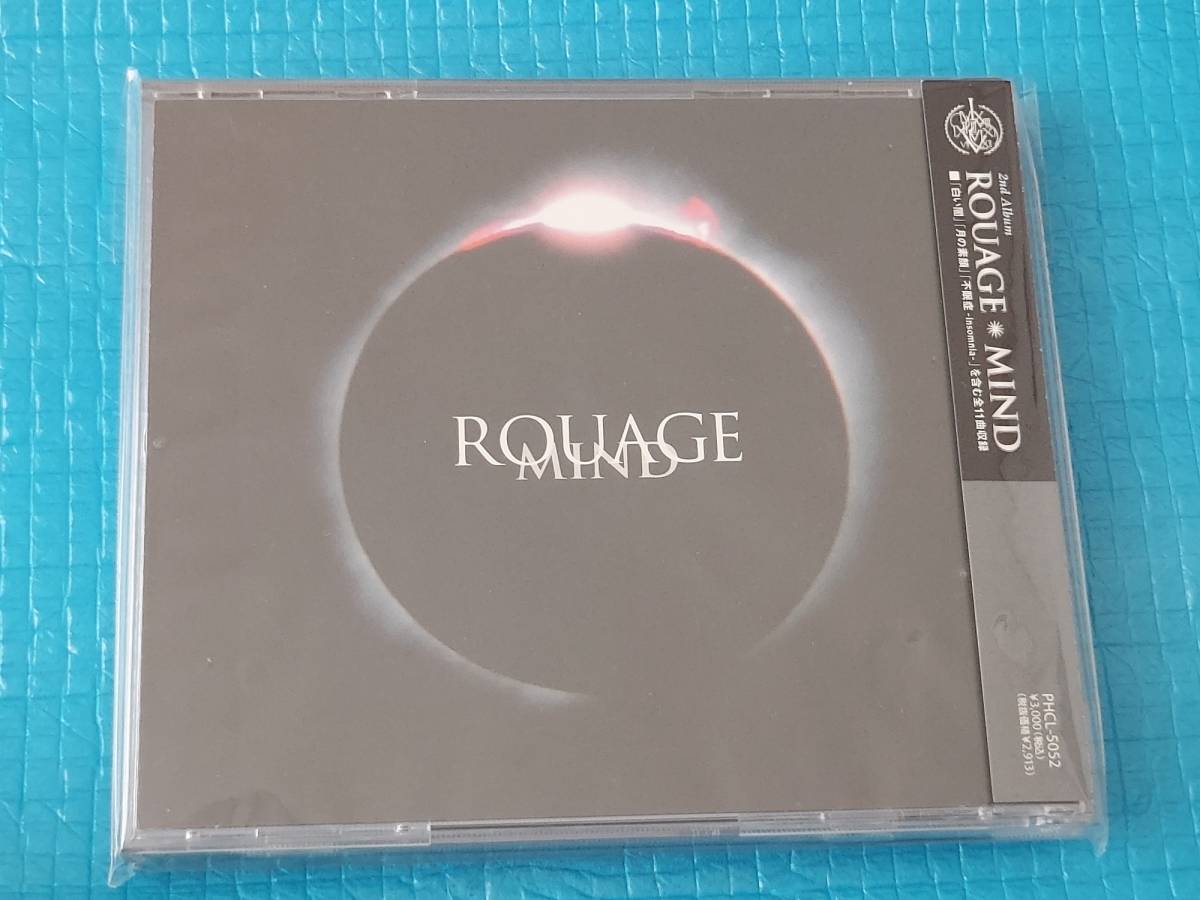 ROUAGE
MIND
2nd Album
ROUAGE✷MIND
■「白い闇」「月の素顔」「不眠症-insomnia-」を含む全11曲収録
PHCL-5052
¥3,000(税込)
(税抜価格¥2,913)